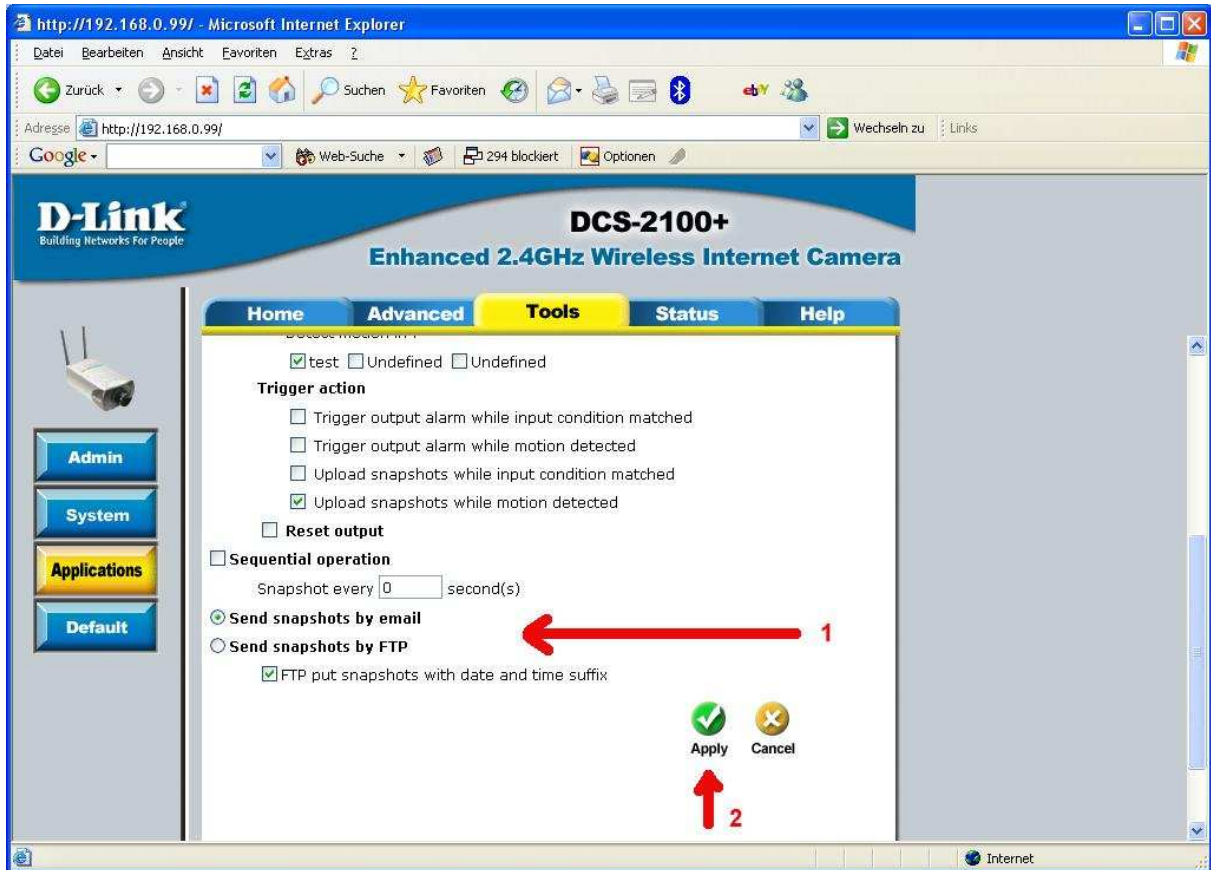 http://192.168.0.99/ - Microsoft Internet Explorer
Datei Bearbeiten Ansicht Favoriten Extras ?
Zurück Suchen Favoriten ebY
Adresse http://192.168.0.99/ Wechseln zu Links
Google Web-Suche 294 blockiert Optionen
D-Link
Building Networks For People
DCS-2100+
Enhanced 2.4GHz Wireless Internet Camera
Home Advanced Tools Status Help
test Undefined Undefined
Trigger action
Trigger output alarm while input condition matched
Trigger output alarm while motion detected
Upload snapshots while input condition matched
Upload snapshots while motion detected
Reset output
Sequential operation
Snapshot every 0 second(s)
Send snapshots by email
Send snapshots by FTP
FTP put snapshots with date and time suffix
1
Apply Cancel
2
Admin
System
Applications
Default
Internet